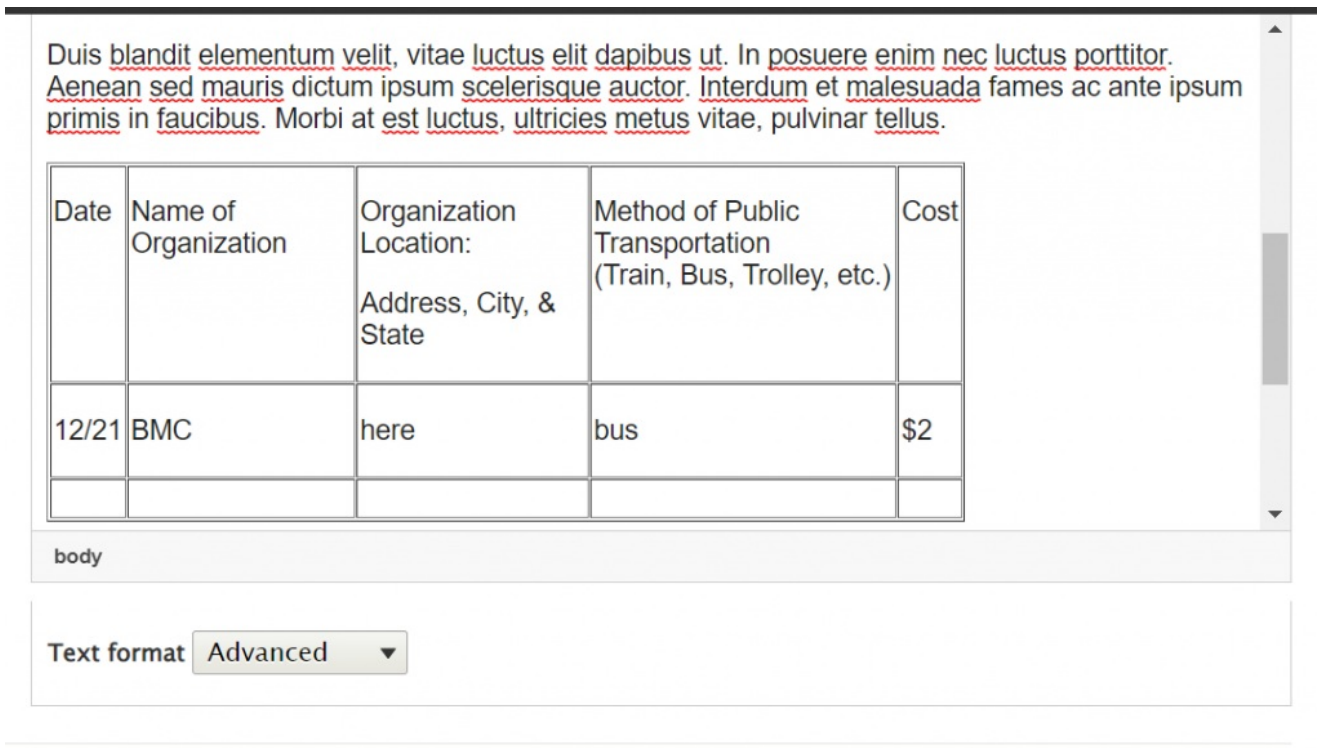 Duis blandit elementum velit, vitae luctus elit dapibus ut. In posuere enim nec luctus porttitor.
Aenean sed mauris dictum ipsum scelerisque auctor. Interdum et malesuada fames ac ante ipsum
primis in faucibus. Morbi at est luctus, ultricies metus vitae, pulvinar tellus.
Date
Name of
Organization
Organization
Location:
Address, City, &
State
Method of Public
Transportation
(Train, Bus, Trolley, etc.)
Cost
12/21
BMC
here
bus
$2
body
Text format
Advanced